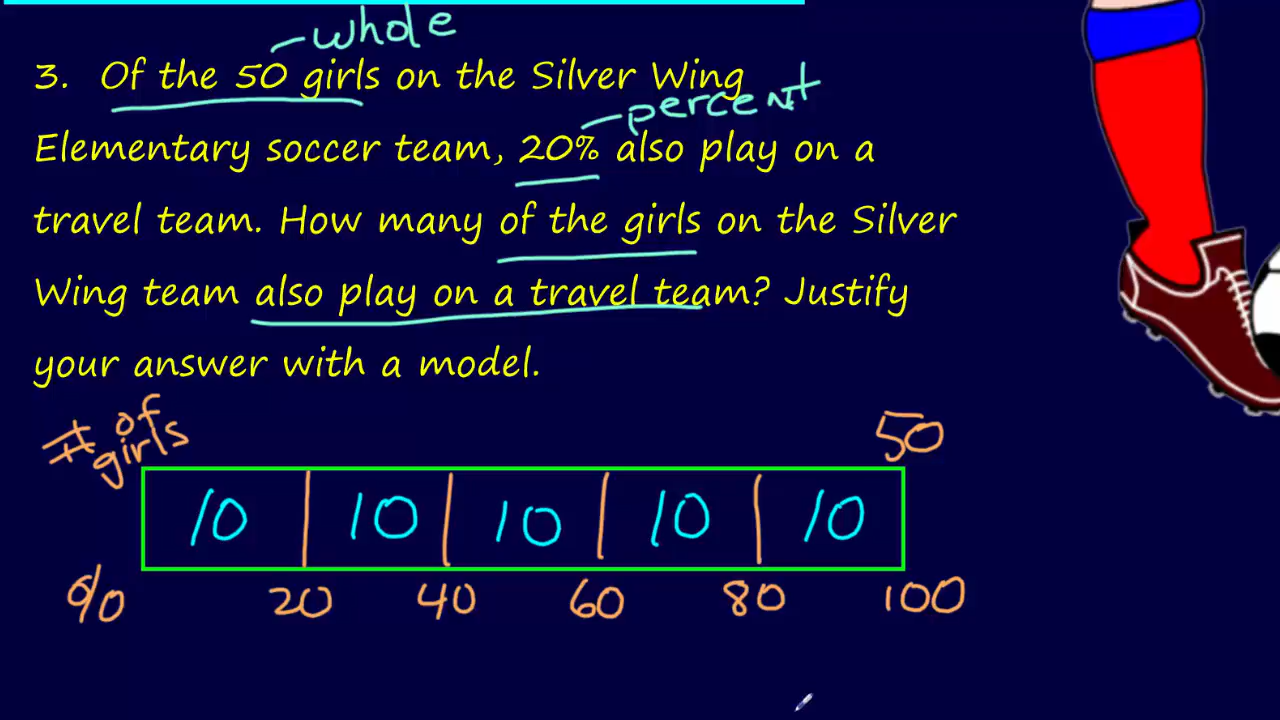 whole
3. Of the 50 girls on the Silver Wing
percent
Elementary soccer team, 20% also play on a
travel team. How many of the girls on the Silver
Wing team also play on a travel team? Justify
your answer with a model.
# of
girls
50
10 10 10 10 10
% 20 40 60 80 100